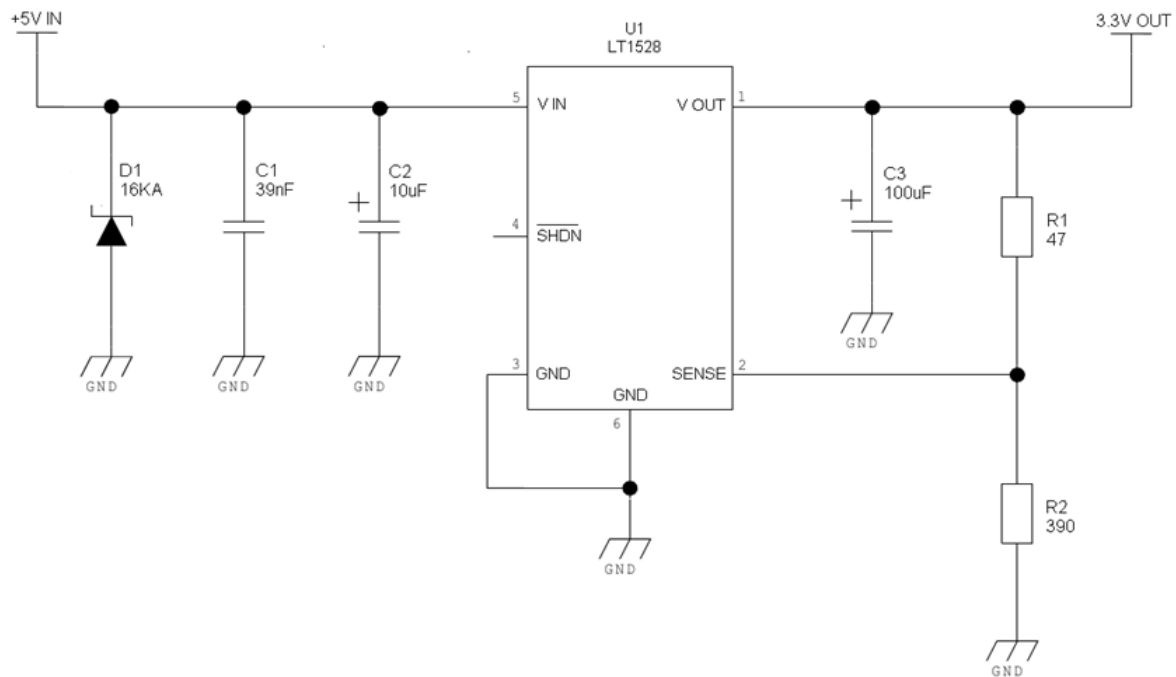 +5V IN
U1
LT1528
3.3V OUT
5
V IN
V OUT
1
D1
16KA
C1
39nF
C2
10uF
+
C3
100uF
+
4
SHDN
R1
47
GND
GND
GND
GND
3
GND
SENSE
2
GND
6
R2
390
GND
GND